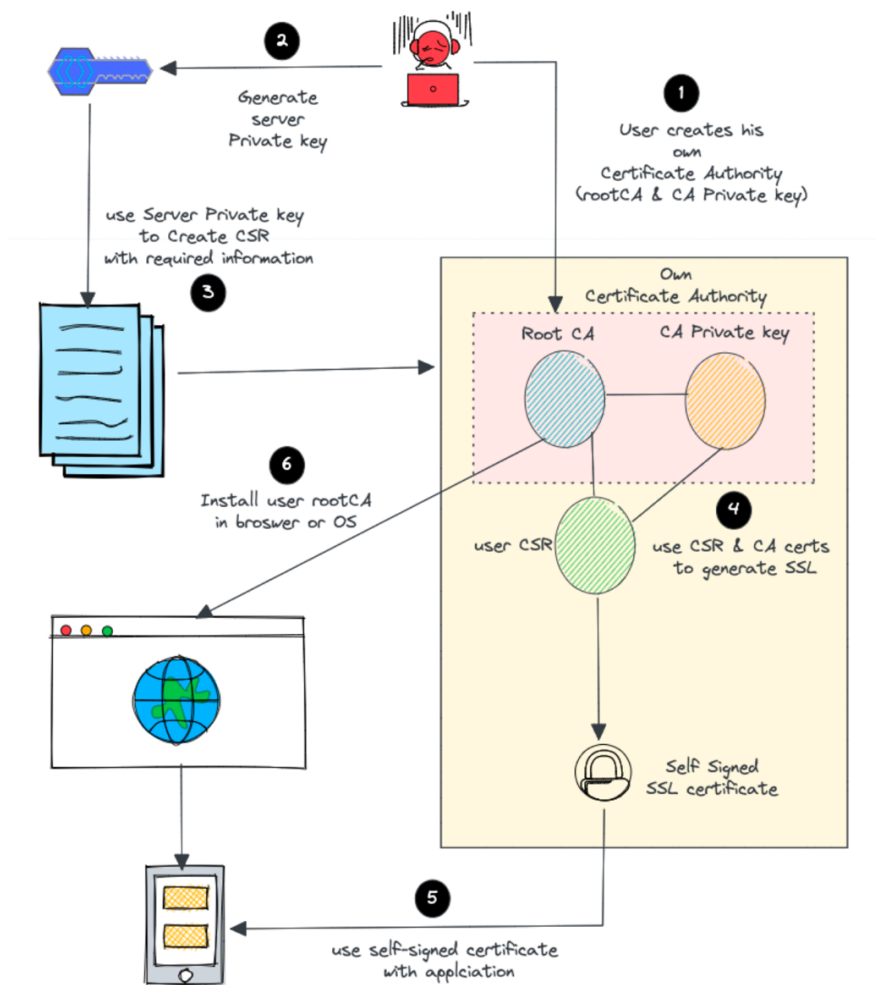 2
Generate
server
Private key
1
User creates his
own
Certificate Authority
(rootCA & CA Private key)
use Server Private key
to Create CSR
with required information
3
Own
Certificate Authority
Root CA
CA Private key
6
Install user rootCA
in broswer or OS
4
user CSR
use CSR & CA certs
to generate SSL
Self Signed
SSL certificate
5
use self-signed certificate
with applciation